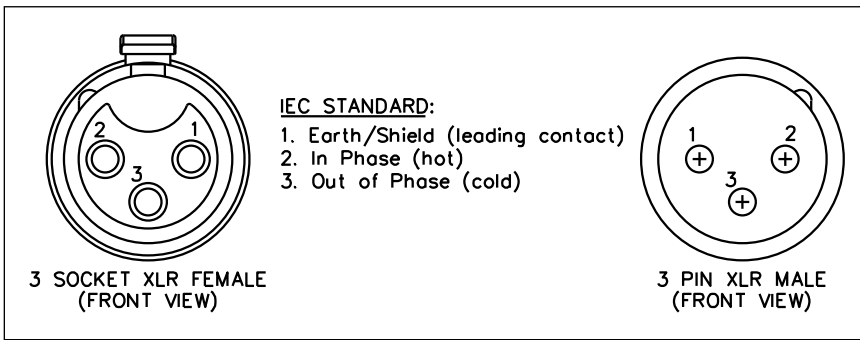 2
1
3
3 SOCKET XLR FEMALE
(FRONT VIEW)
IEC STANDARD:
1. Earth/Shield (leading contact)
2. In Phase (hot)
3. Out of Phase (cold)
1
2
3
3 PIN XLR MALE
(FRONT VIEW)